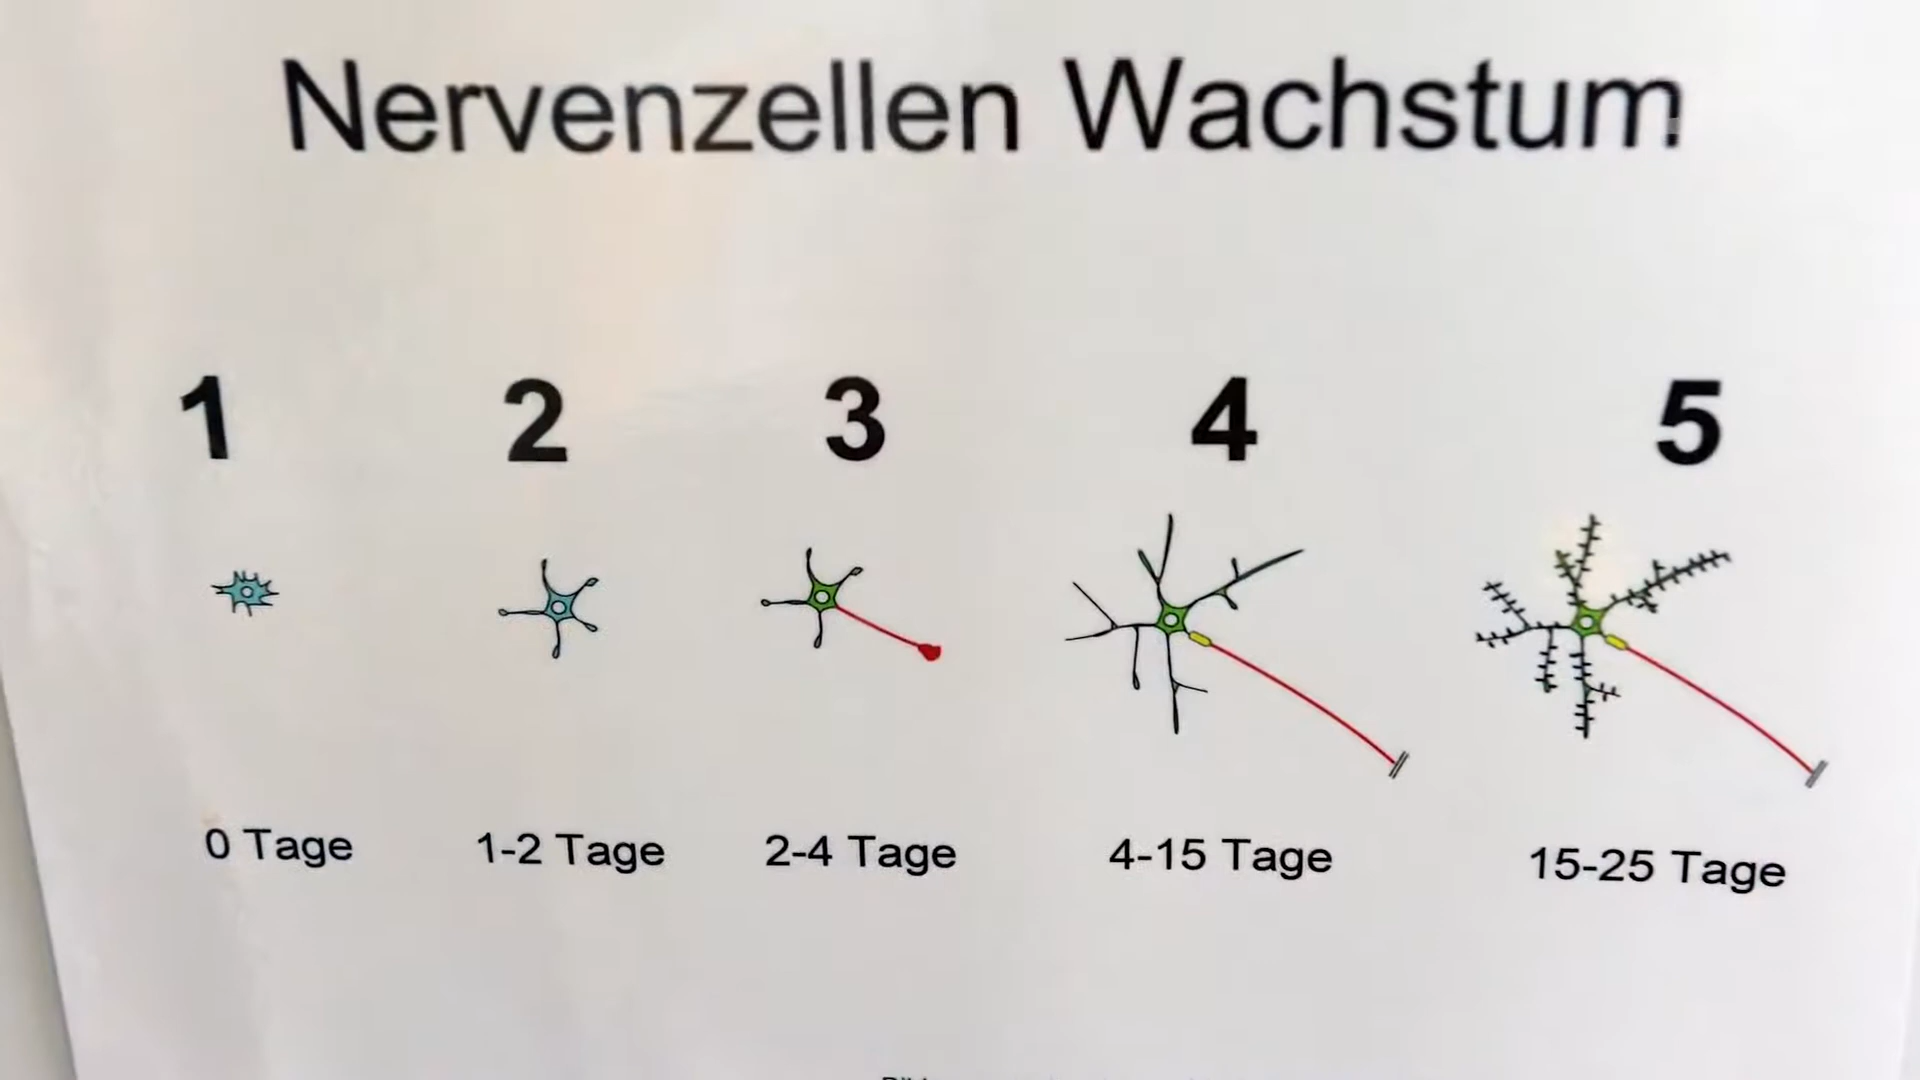 Nervenzellen Wachstum
1 2 3 4 5
0 Tage 1-2 Tage 2-4 Tage 4-15 Tage 15-25 Tage